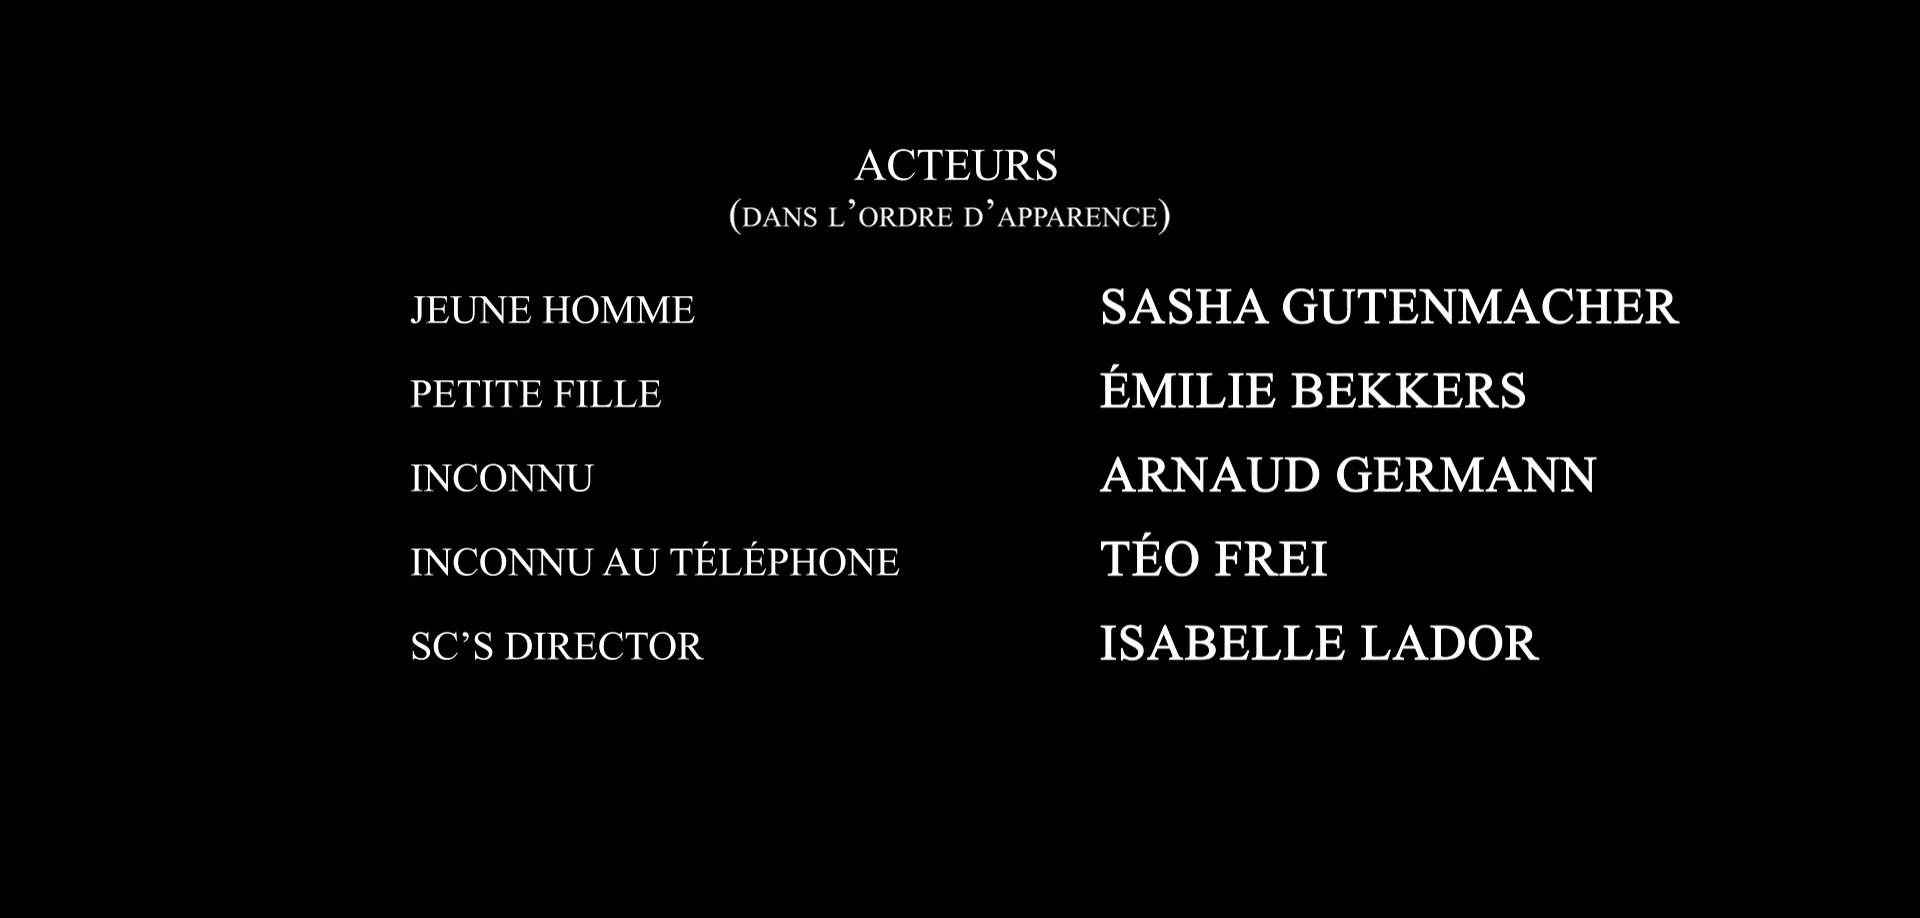 ACTEURS
(DANS L’ORDRE D’APPARENCE)
JEUNE HOMME SASHA GUTENMACHER
PETITE FILLE ÉMILIE BEKKERS
INCONNU ARNAUD GERMANN
INCONNU AU TÉLÉPHONE TÉO FREI
SC’S DIRECTOR ISABELLE LADOR